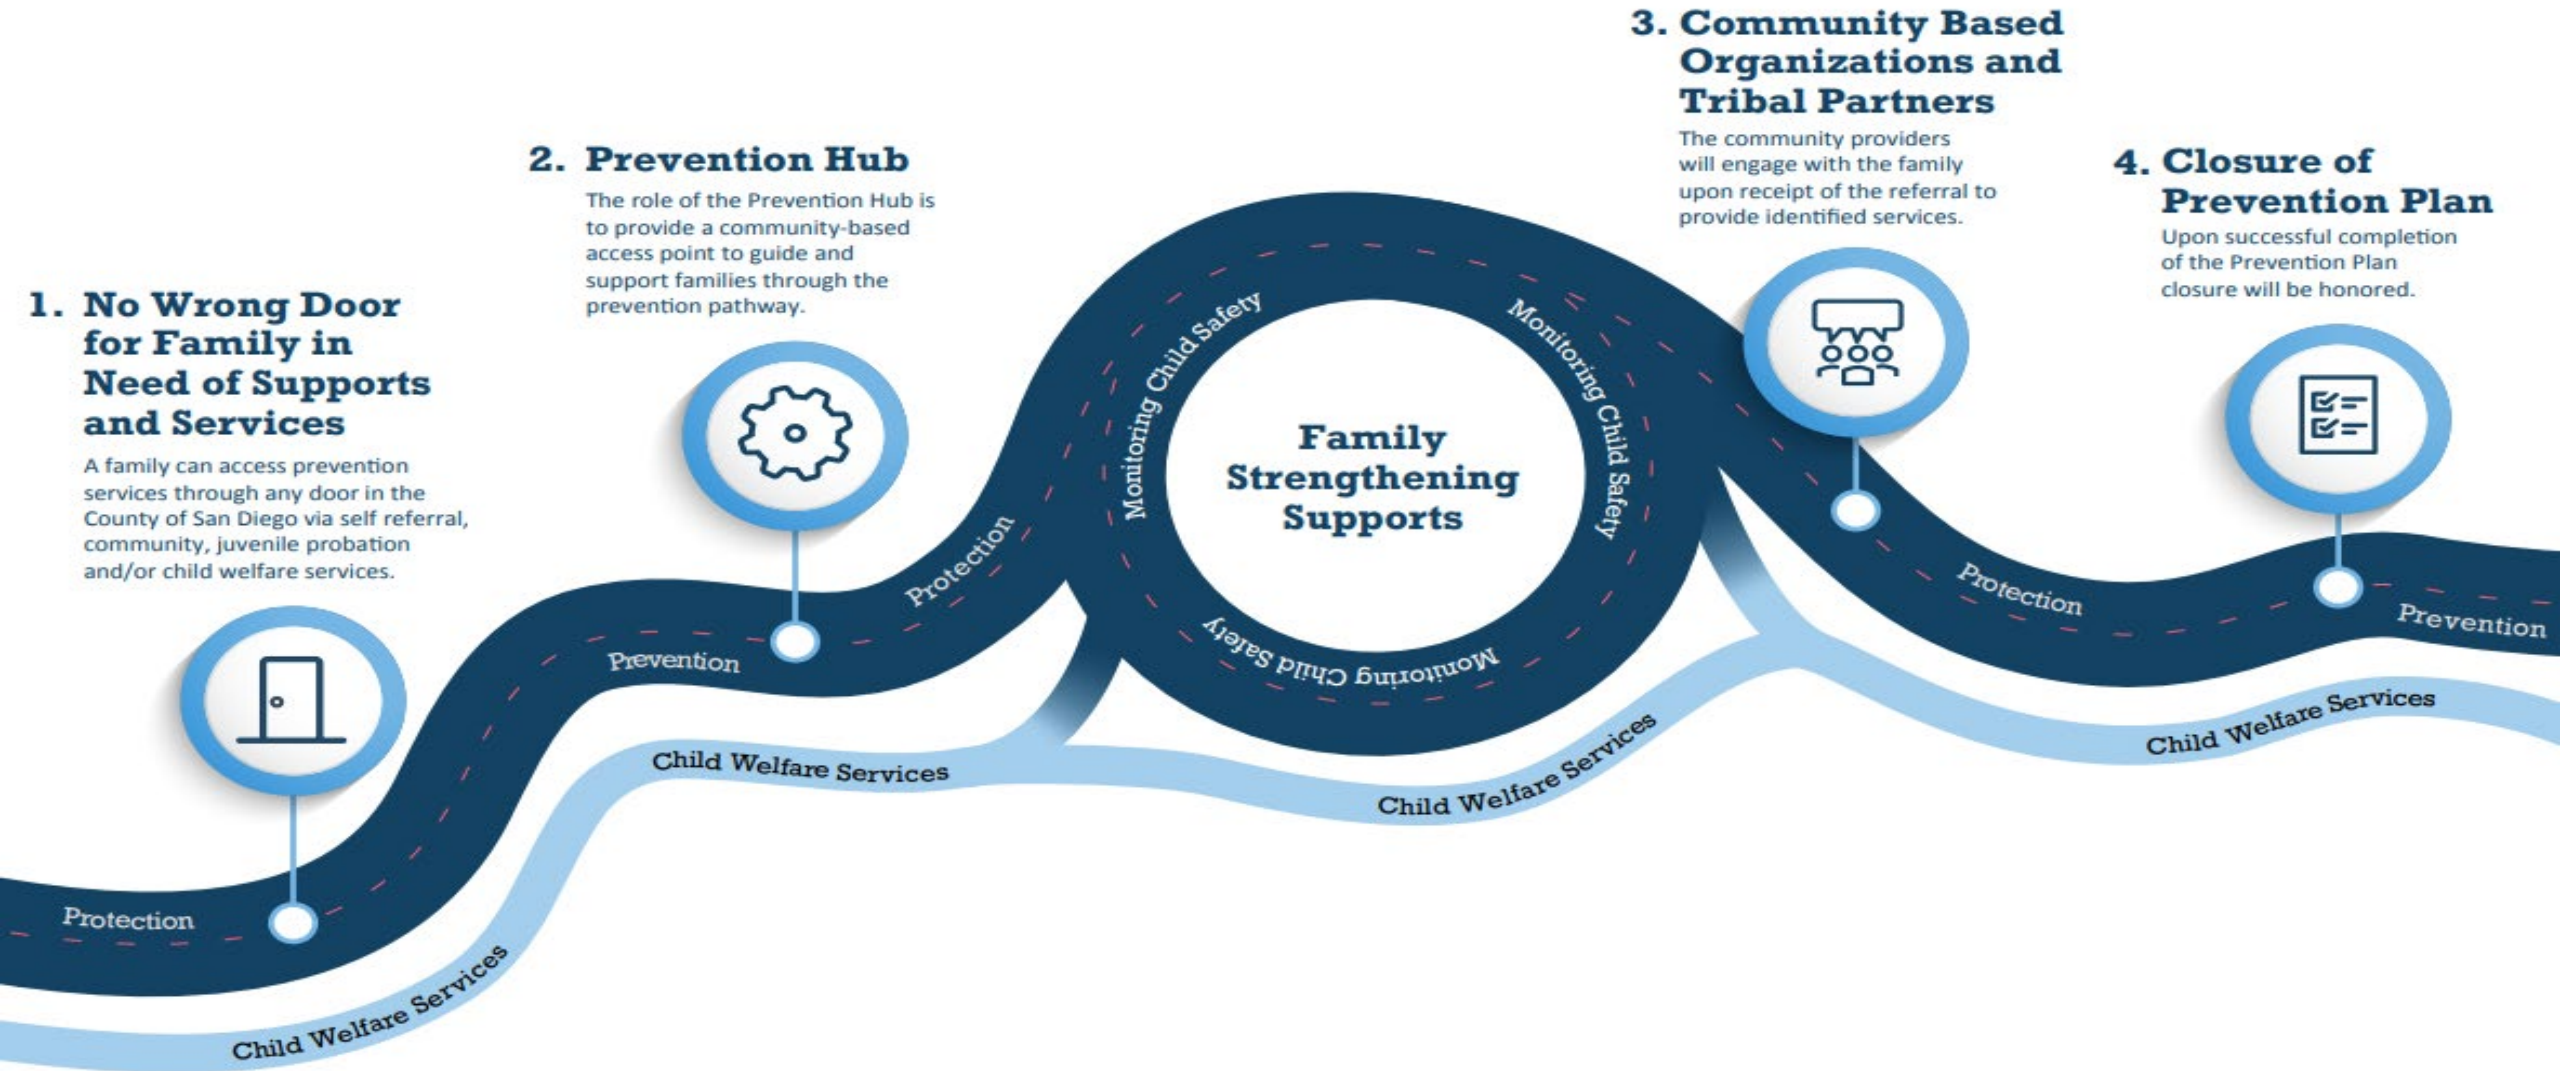 1. No Wrong Door
for Family in
Need of Supports
and Services
A family can access prevention
services through any door in the
County of San Diego via self referral,
community, juvenile probation
and/or child welfare services.
2. Prevention Hub
The role of the Prevention Hub is
to provide a community-based
access point to guide and
support families through the
prevention pathway.
3. Community Based
Organizations and
Tribal Partners
The community providers
will engage with the family
upon receipt of the referral to
provide identified services.
4. Closure of
Prevention Plan
Upon successful completion
of the Prevention Plan
closure will be honored.
Protection
Prevention
Protection
Monitoring Child Safety
Monitoring Child Safety
Monitoring Child Safety
Family
Strengthening
Supports
Protection
Prevention
Child Welfare Services
Child Welfare Services
Child Welfare Services
Child Welfare Services